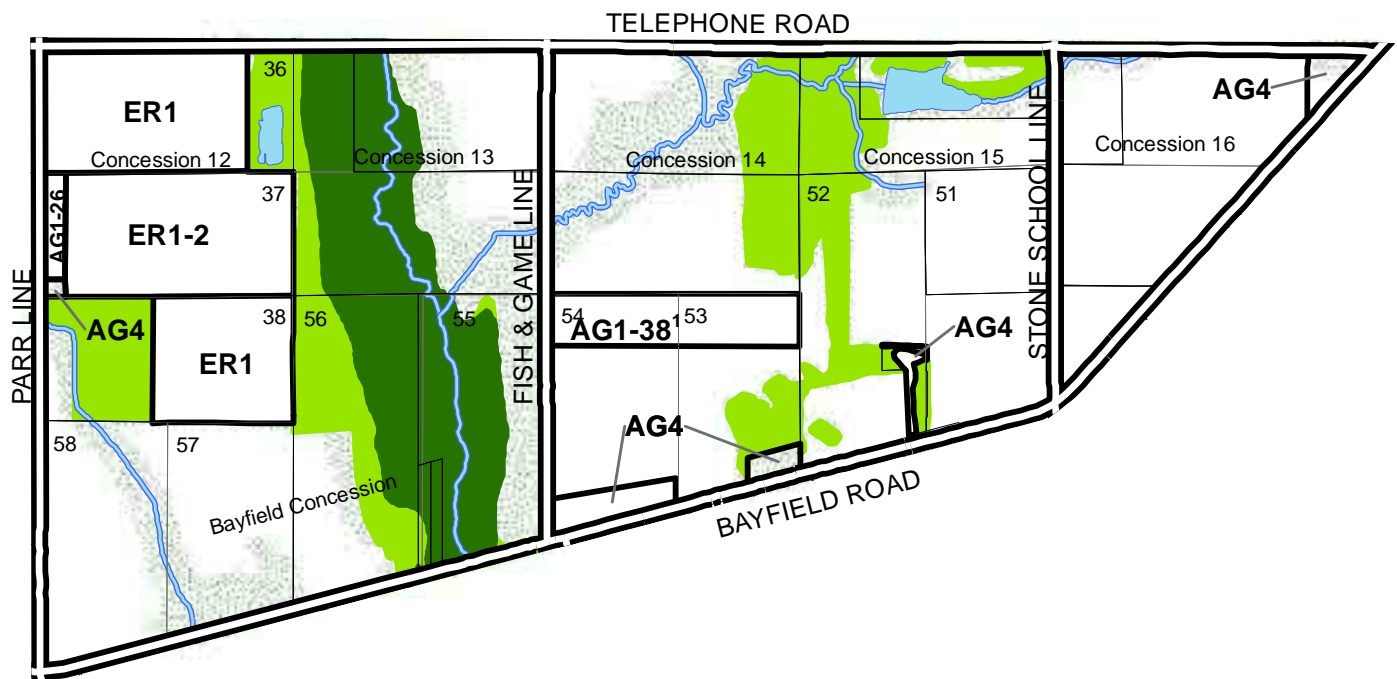 TELEPHONE ROAD
36
ER1
AG4
Concession 12
Concession 13
Concession 14
Concession 15
Concession 16
37
52
51
AG1-26
ER1-2
FISH & GAME LINE
STONE SCHOOL LINE
PARR LINE
AG4
38
56
55
54
53
AG1-38¹
AG4
ER1
58
57
AG4
Bayfield Concession
BAYFIELD ROAD